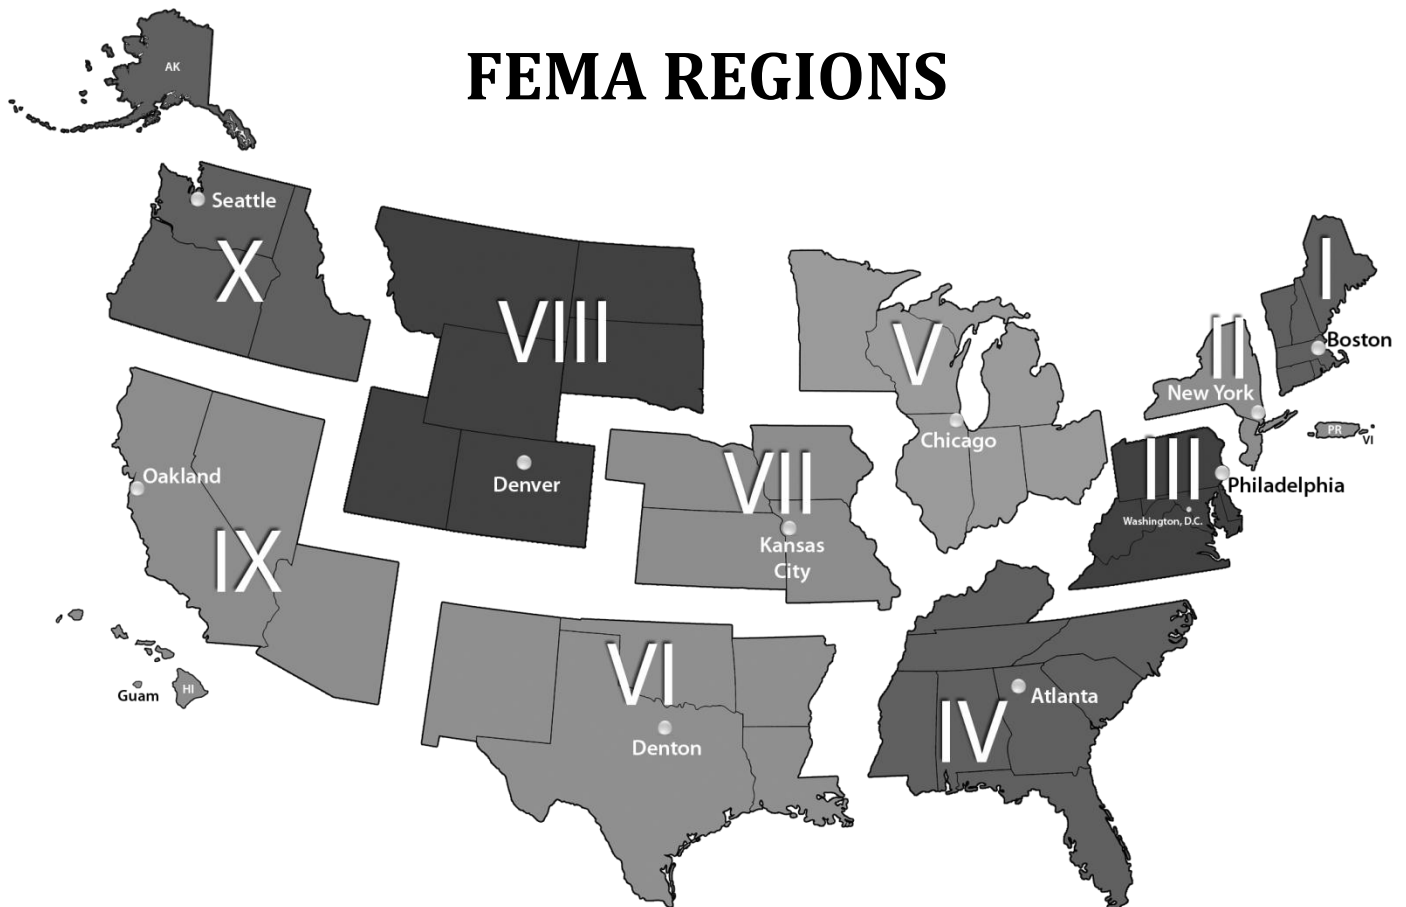 FEMA REGIONS
AK
Seattle
X
VIII
I
II
Boston
V
New York
Chicago
PR
VI
Oakland
Denver
VII
III
Philadelphia
Washington, D.C.
Kansas
City
IX
VI
Guam
HI
Denton
Atlanta
IV